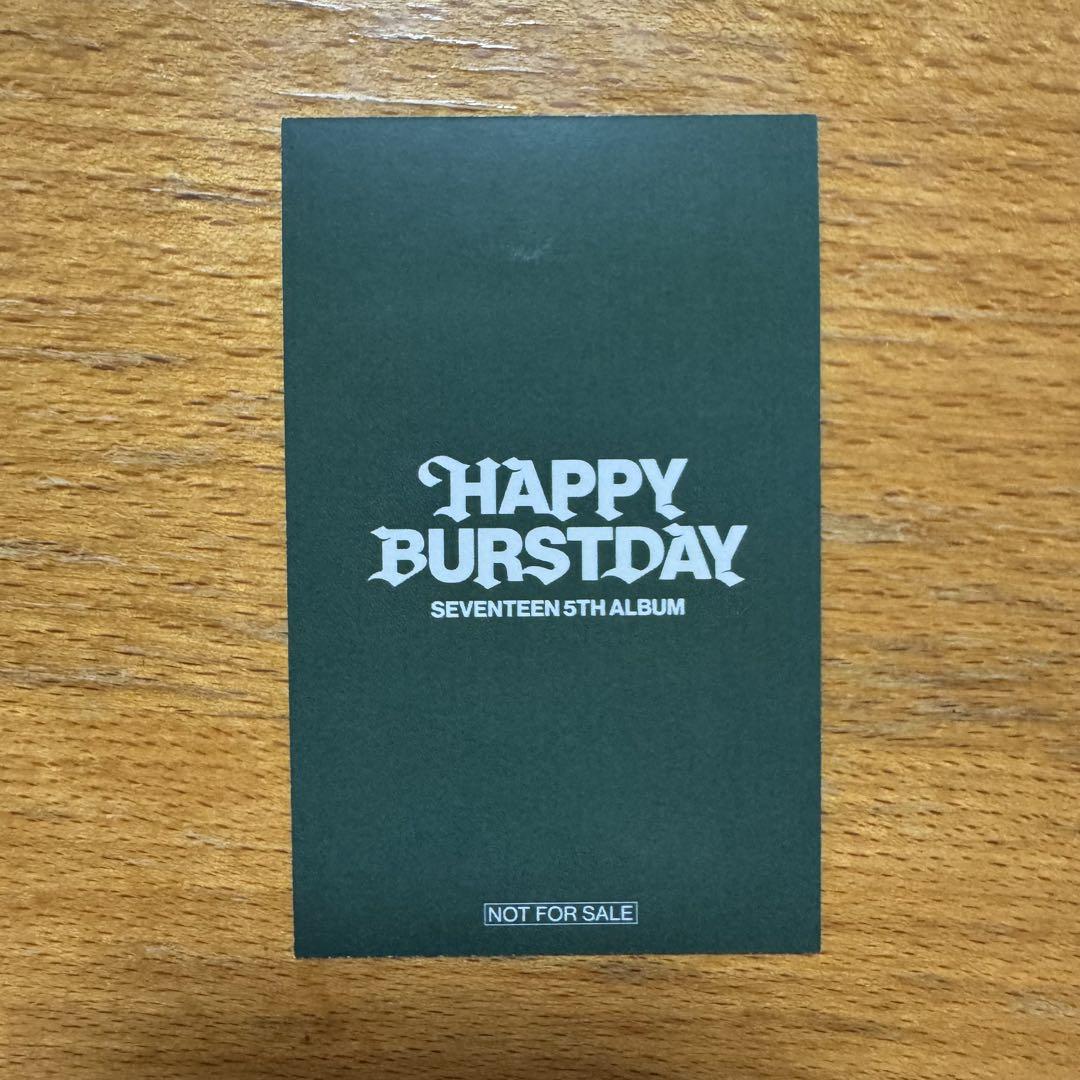 HAPPY
BURSTDAY
SEVENTEEN 5TH ALBUM
NOT FOR SALE